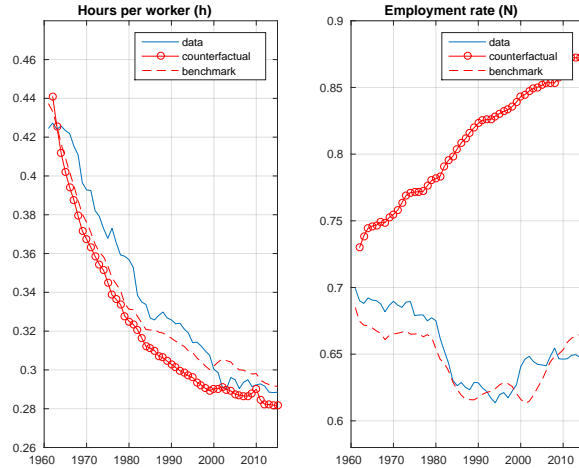 Hours per worker (h)
data
counterfactual
benchmark
0.46
0.44
0.42
0.4
0.38
0.36
0.34
0.32
0.3
0.28
0.26
1960 1970 1980 1990 2000 2010
Employment rate (N)
data
counterfactual
benchmark
0.9
0.85
0.8
0.75
0.7
0.65
0.6
1960 1970 1980 1990 2000 2010